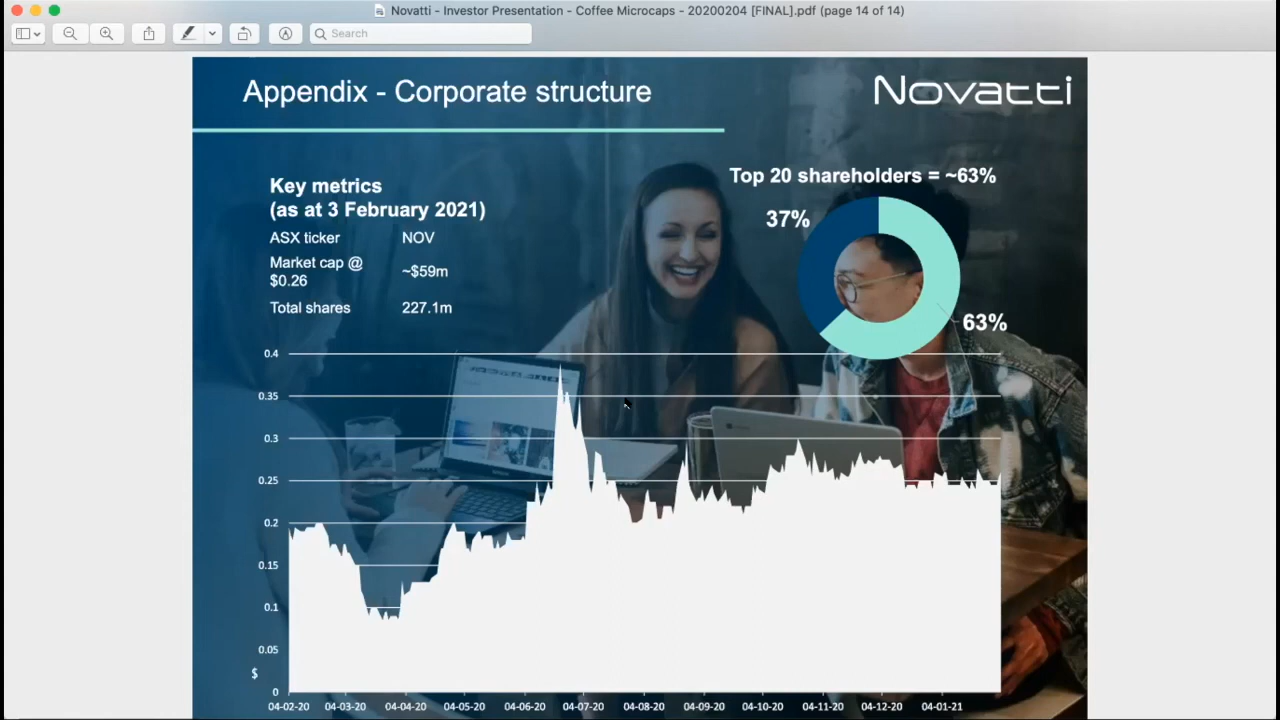 Novatti - Investor Presentation - Coffee Microcaps - 20200204 [FINAL].pdf (page 14 of 14)
Search
Appendix - Corporate structure
Novatti
Key metrics
(as at 3 February 2021)
ASX ticker NOV
Market cap @
$0.26 ~$59m
Total shares 227.1m
Top 20 shareholders = ~63%
37%
63%
0.4
0.35
0.3
0.25
0.2
0.15
0.1
0.05
$
0
04-02-20 04-03-20 04-04-20 04-05-20 04-06-20 04-07-20 04-08-20 04-09-20 04-10-20 04-11-20 04-12-20 04-01-21